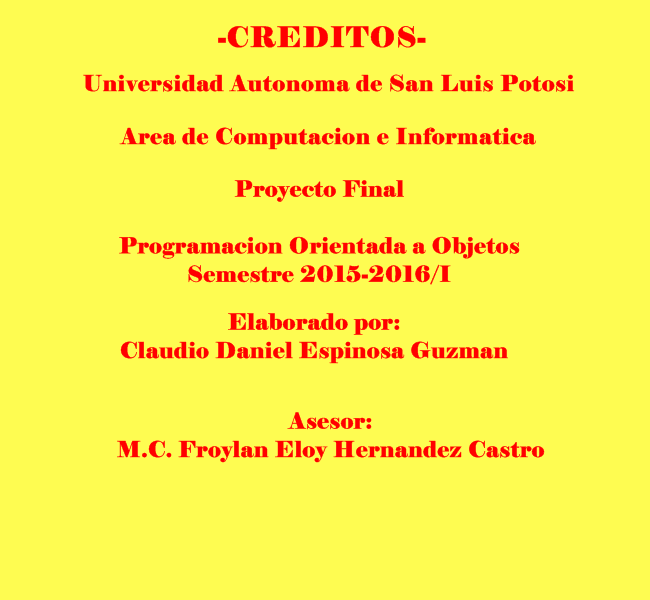 -CREDITOS-
Universidad Autonoma de San Luis Potosi
Area de Computacion e Informatica
Proyecto Final
Programacion Orientada a Objetos
Semestre 2015-2016/I
Elaborado por:
Claudio Daniel Espinosa Guzman
Asesor:
M.C. Froylan Eloy Hernandez Castro